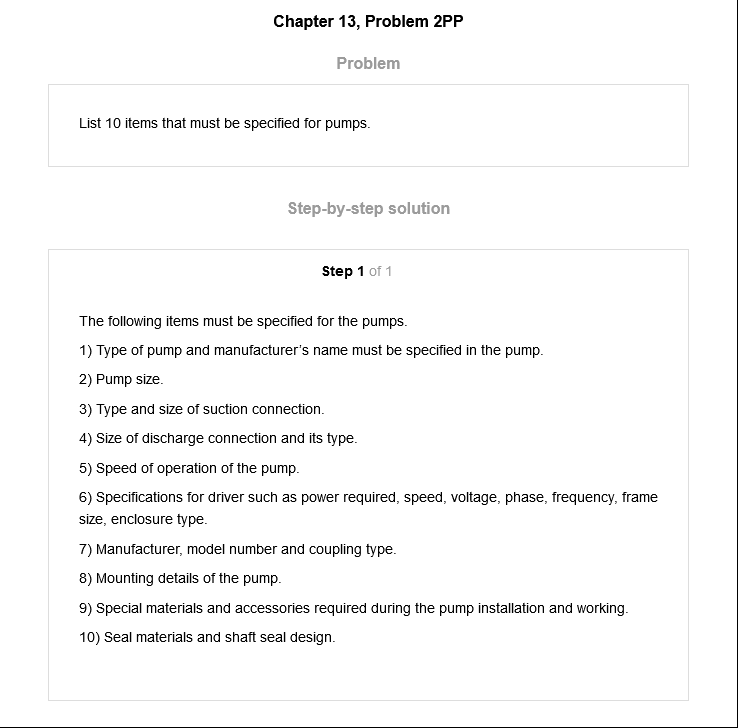 Chapter 13, Problem 2PP
Problem
List 10 items that must be specified for pumps.
Step-by-step solution
Step 1 of 1
The following items must be specified for the pumps.
1) Type of pump and manufacturer’s name must be specified in the pump.
2) Pump size.
3) Type and size of suction connection.
4) Size of discharge connection and its type.
5) Speed of operation of the pump.
6) Specifications for driver such as power required, speed, voltage, phase, frequency, frame
size, enclosure type.
7) Manufacturer, model number and coupling type.
8) Mounting details of the pump.
9) Special materials and accessories required during the pump installation and working.
10) Seal materials and shaft seal design.